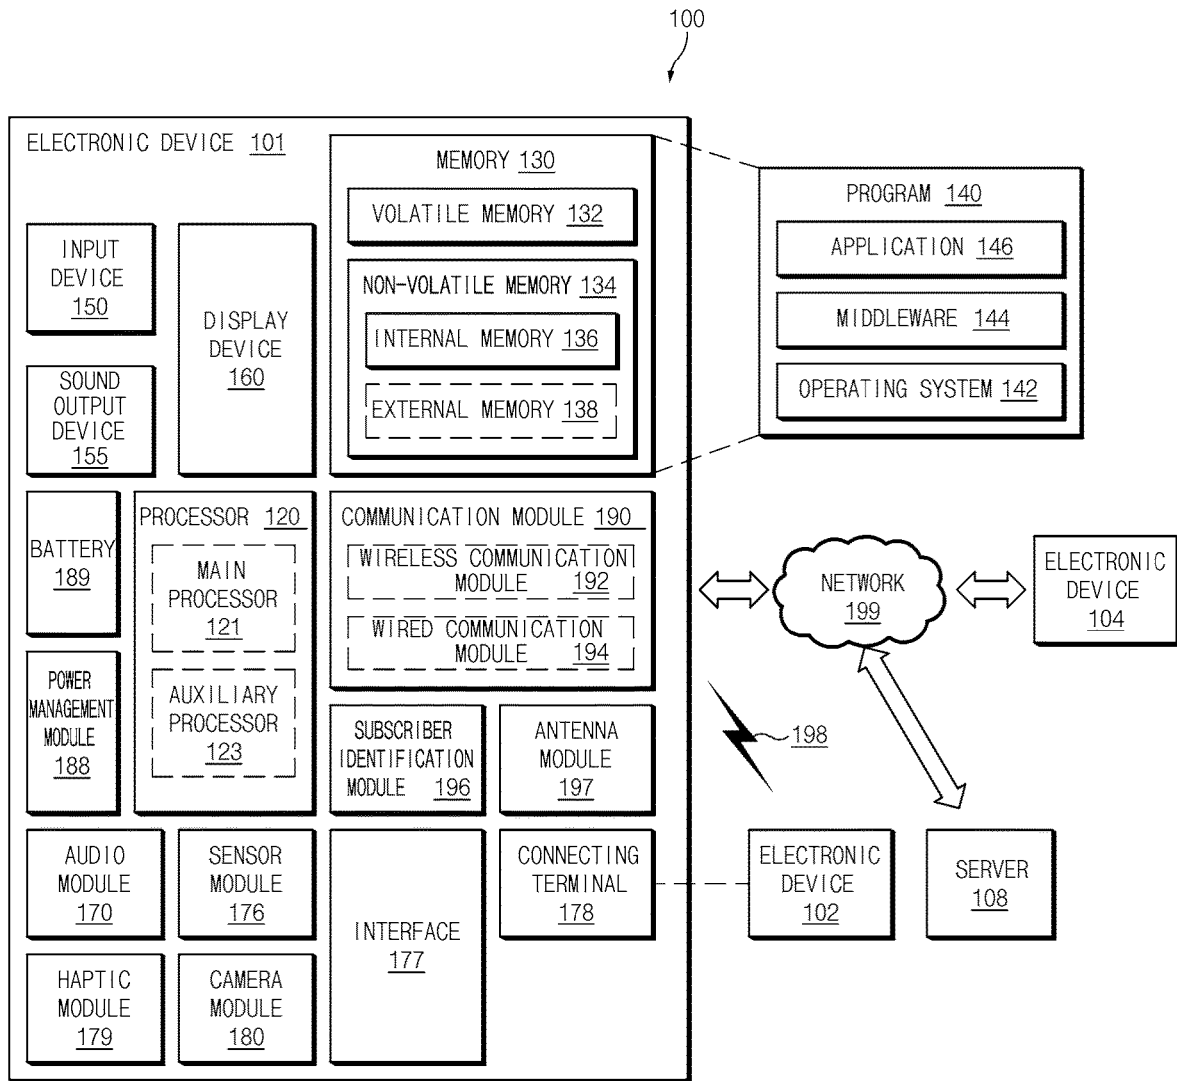 100
ELECTRONIC DEVICE 101
MEMORY 130
VOLATILE MEMORY 132
NON-VOLATILE MEMORY 134
INTERNAL MEMORY 136
EXTERNAL MEMORY 138
PROGRAM 140
APPLICATION 146
MIDDLEWARE 144
OPERATING SYSTEM 142
INPUT
DEVICE
150
DISPLAY
DEVICE
160
SOUND
OUTPUT
DEVICE
155
BATTERY
189
PROCESSOR 120
MAIN
PROCESSOR
121
AUXILIARY
PROCESSOR
123
COMMUNICATION MODULE 190
WIRELESS COMMUNICATION
MODULE 192
WIRED COMMUNICATION
MODULE 194
NETWORK
199
ELECTRONIC
DEVICE
104
POWER
MANAGEMENT
MODULE
188
SUBSCRIBER
IDENTIFICATION
MODULE 196
ANTENNA
MODULE
197
198
AUDIO
MODULE
170
SENSOR
MODULE
176
INTERFACE
177
CONNECTING
TERMINAL
178
ELECTRONIC
DEVICE
102
SERVER
108
HAPTIC
MODULE
179
CAMERA
MODULE
180